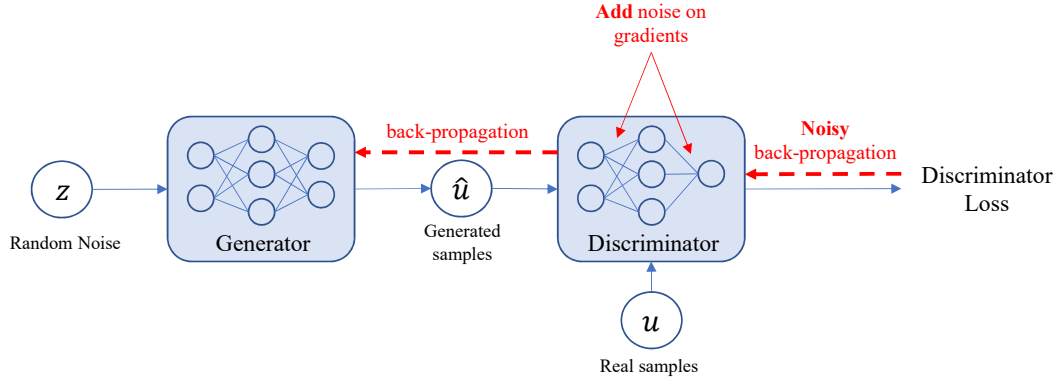 Add noise on
gradients
back-propagation
Noisy
back-propagation
z
Random Noise
Generator
û
Generated
samples
Discriminator
Discriminator
Loss
u
Real samples